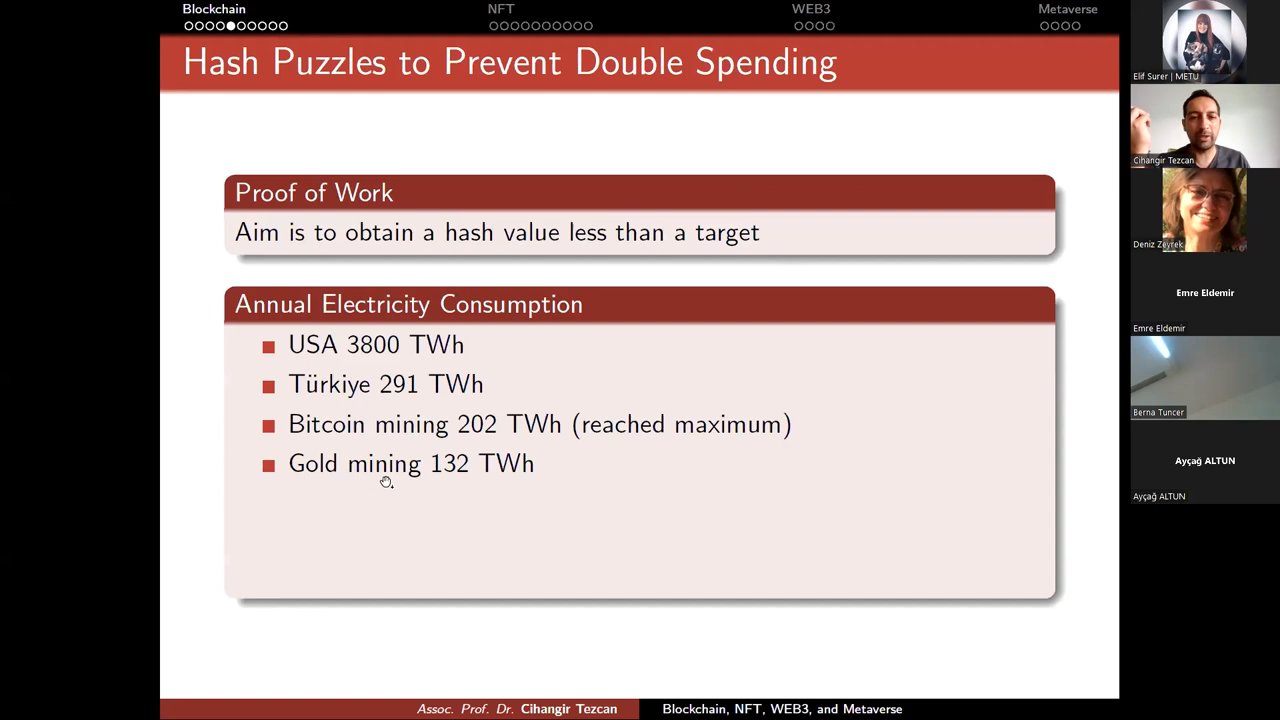 Blockchain
NFT
WEB3
Metaverse
Hash Puzzles to Prevent Double Spending
Proof of Work
Aim is to obtain a hash value less than a target
Annual Electricity Consumption
USA 3800 TWh
Türkiye 291 TWh
Bitcoin mining 202 TWh (reached maximum)
Gold mining 132 TWh
Assoc. Prof. Dr. Cihangir Tezcan
Blockchain, NFT, WEB3, and Metaverse
Elif Surer | METU
Cihangir Tezcan
Deniz Zeyrek
Emre Eldemir
Emre Eldemir
Berna Tuncer
Ayçağ ALTUN
Ayçağ ALTUN